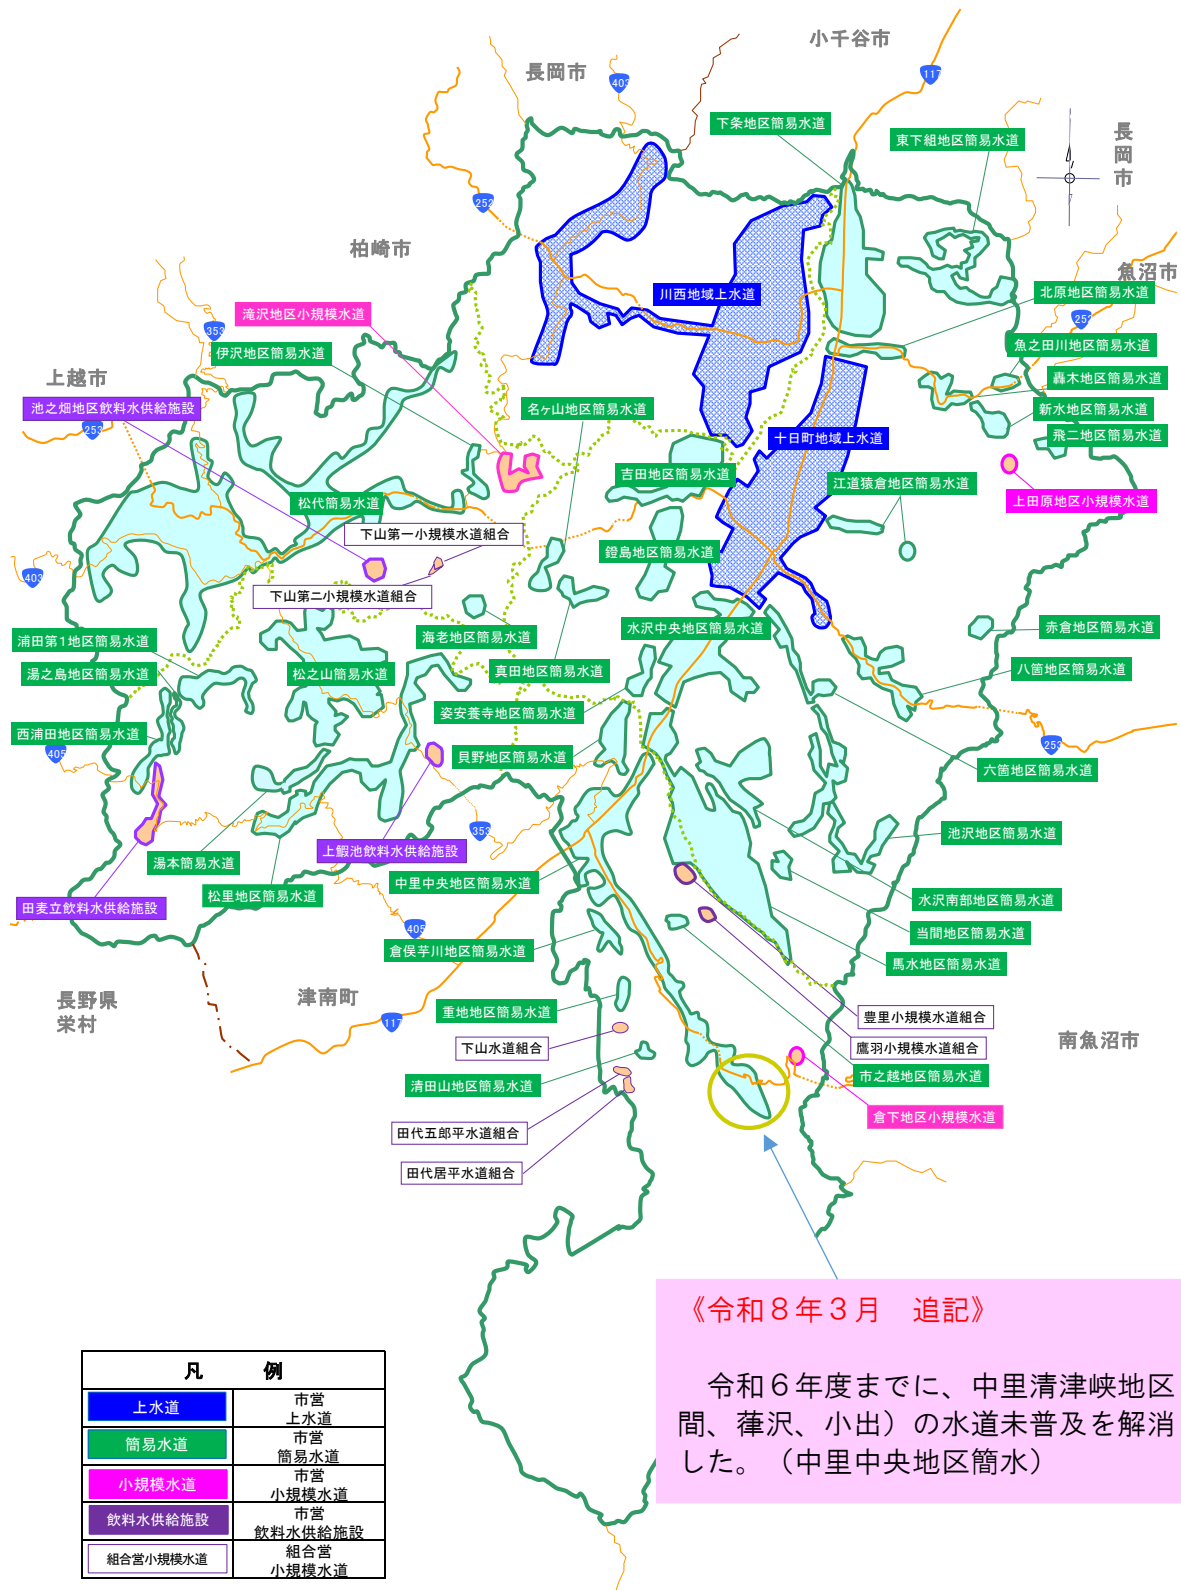 小千谷市
長岡市
403
117
下条地区簡易水道
東下組地区簡易水道
長岡市
252
柏崎市
魚沼市
川西地域上水道
北原地区簡易水道
滝沢地区小規模水道
252
353
魚之田川地区簡易水道
伊沢地区簡易水道
上越市
轟木地区簡易水道
池之畑地区飲料水供給施設
名ヶ山地区簡易水道
新水地区簡易水道
253
十日町地域上水道
飛二地区簡易水道
吉田地区簡易水道
江道猿倉地区簡易水道
上田原地区小規模水道
松代簡易水道
下山第一小規模水道組合
鐙島地区簡易水道
403
下山第二小規模水道組合
浦田第1地区簡易水道
海老地区簡易水道
水沢中央地区簡易水道
赤倉地区簡易水道
湯之島地区簡易水道
松之山簡易水道
真田地区簡易水道
八箇地区簡易水道
姿安養寺地区簡易水道
西浦田地区簡易水道
405
貝野地区簡易水道
253
六箇地区簡易水道
353
池沢地区簡易水道
湯本簡易水道
上鰕池飲料水供給施設
松里地区簡易水道
中里中央地区簡易水道
水沢南部地区簡易水道
田麦立飲料水供給施設
405
当間地区簡易水道
倉俣芋川地区簡易水道
馬水地区簡易水道
長野県
栄村
津南町
重地地区簡易水道
117
豊里小規模水道組合
下山水道組合
鷹羽小規模水道組合
南魚沼市
清田山地区簡易水道
市之越地区簡易水道
倉下地区小規模水道
田代五郎平水道組合
田代居平水道組合
《令和8年3月 追記》
令和6年度までに、中里清津峡地区
間、葎沢、小出）の水道未普及を解消
した。（中里中央地区簡水）
凡 例
上水道
市営
上水道
簡易水道
市営
簡易水道
小規模水道
市営
小規模水道
飲料水供給施設
市営
飲料水供給施設
組合営小規模水道
組合営
小規模水道